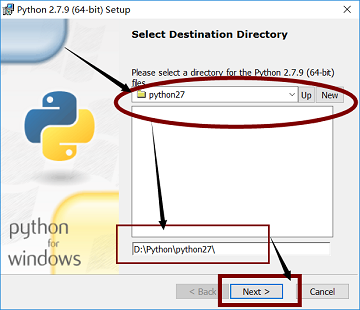 Python 2.7.9 (64-bit) Setup
Select Destination Directory
Please select a directory for the Python 2.7.9 (64-bit)
files.
python27
Up
New
python
for
windows
D:\Python\python27\
< Back
Next >
Cancel